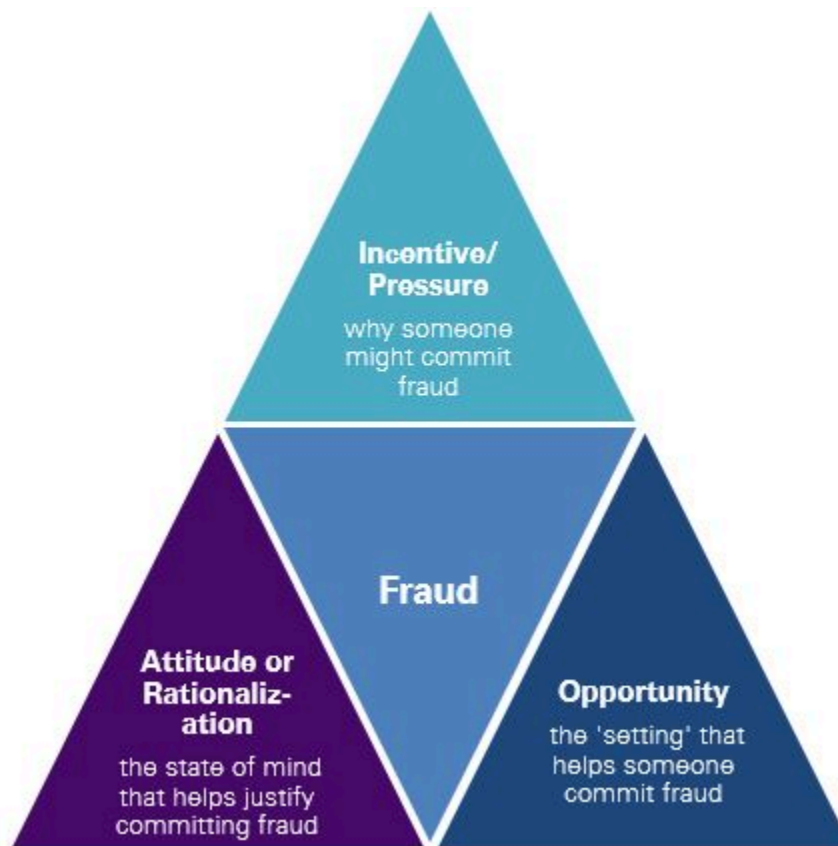 Incentive/
Pressure
why someone
might commit
fraud
Fraud
Attitude or
Rationaliz-
ation
the state of mind
that helps justify
committing fraud
Opportunity
the 'setting' that
helps someone
commit fraud